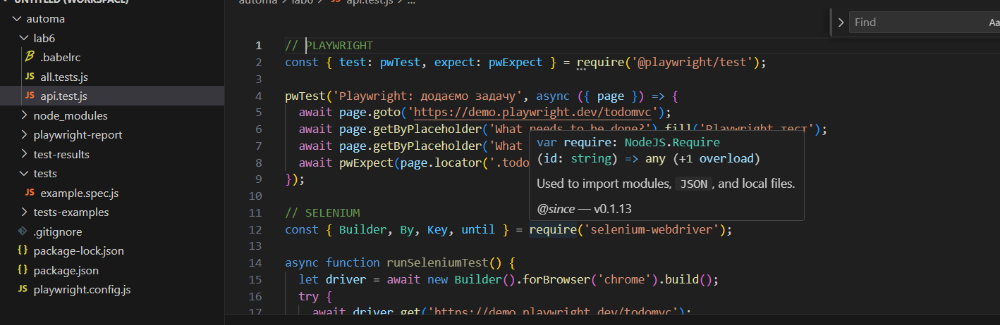 UNTITLED (WORKSPACE)
automa
lab6
.babelrc
all.tests.js
api.test.js
node_modules
playwright-report
test-results
tests
example.spec.js
tests-examples
.gitignore
package-lock.json
package.json
playwright.config.js
automa > lab6 > JS api.test.js > ...
> Find Aa
1 // PLAYWRIGHT
2 const { test: pwTest, expect: pwExpect } = require('@playwright/test');
3
4 pwTest('Playwright: додаємо задачу', async ({ page }) => {
5 await page.goto('https://demo.playwright.dev/todomvc');
6 await page.getByPlaceholder('What needs to be done?').fill('Playwright тест');
7 await page.getByPlaceholder('What
8 await pwExpect(page.locator('.todo
9 });
10
11 // SELENIUM
12 const { Builder, By, Key, until } = require('selenium-webdriver');
13
14 async function runSeleniumTest() {
15 let driver = await new Builder().forBrowser('chrome').build();
16 try {
17 await driver.get('https://demo.playwright.dev/todomvc');
var require: NodeJS.Require
(id: string) => any (+1 overload)
Used to import modules, JSON, and local files.
@since — v0.1.13